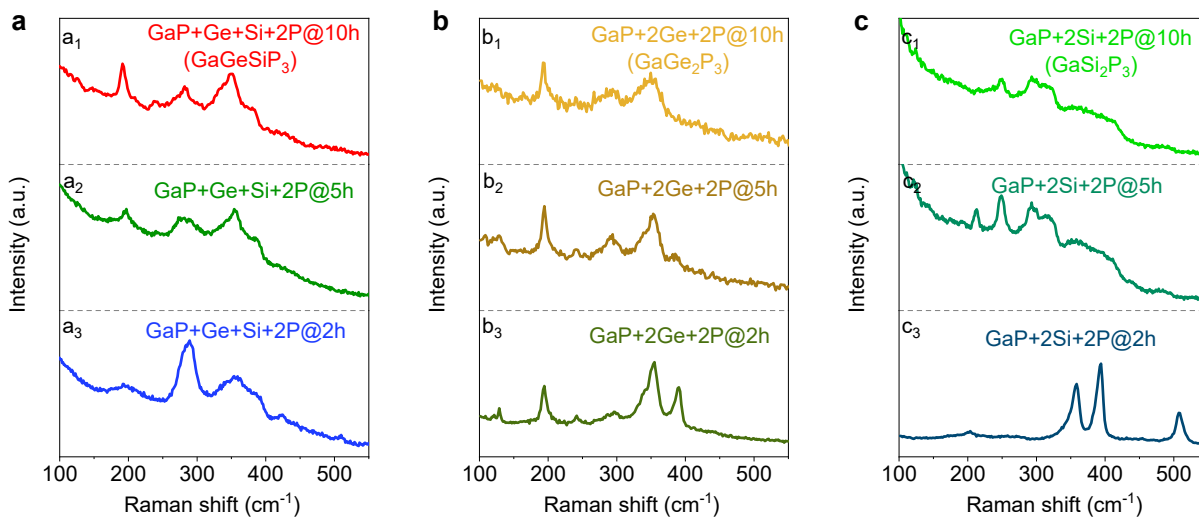 a
a₁
GaP+Ge+Si+2P@10h
(GaGeSiP₃)
a₂
GaP+Ge+Si+2P@5h
a₃
GaP+Ge+Si+2P@2h
Intensity (a.u.)
100 200 300 400 500
Raman shift (cm⁻¹)
b
b₁
GaP+2Ge+2P@10h
(GaGe₂P₃)
b₂
GaP+2Ge+2P@5h
b₃
GaP+2Ge+2P@2h
Intensity (a.u.)
100 200 300 400 500
Raman shift (cm⁻¹)
c
c₁
GaP+2Si+2P@10h
(GaSi₂P₃)
c₂
GaP+2Si+2P@5h
c₃
GaP+2Si+2P@2h
Intensity (a.u.)
100 200 300 400 500
Raman shift (cm⁻¹)